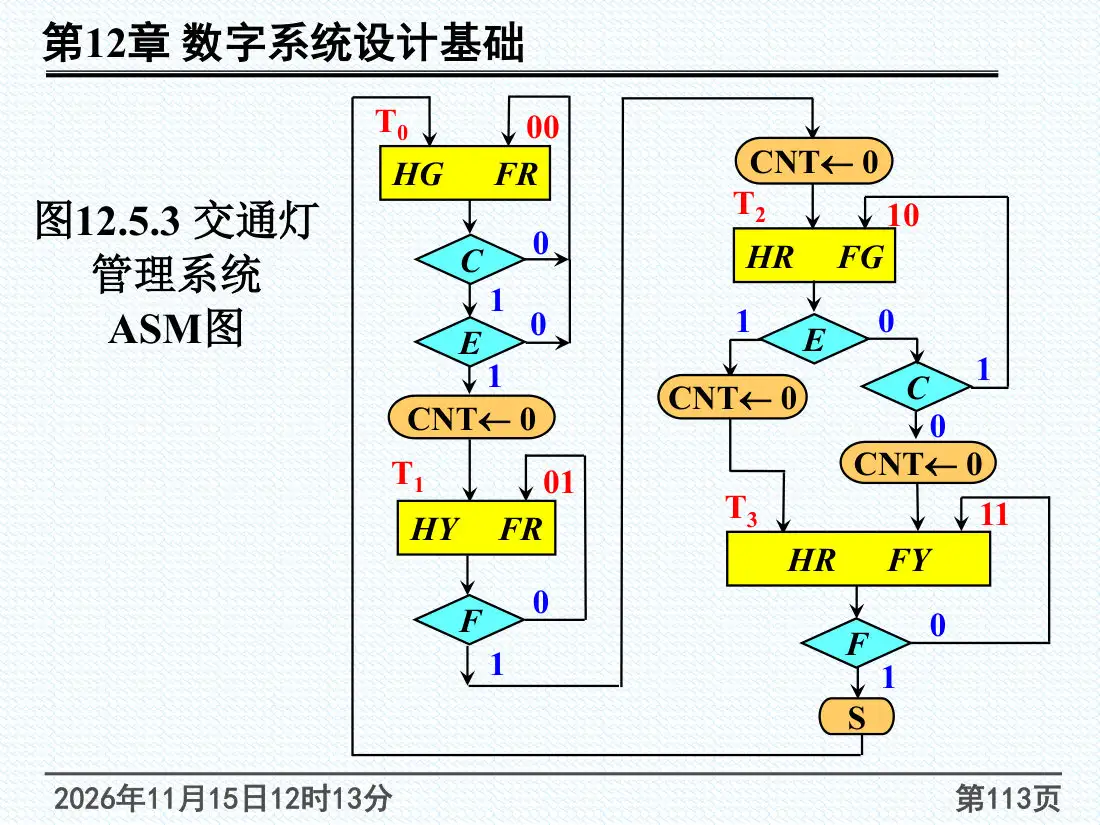 第12章 数字系统设计基础
图12.5.3 交通灯
管理系统
ASM图
T0
00
HG FR
C
0
1
E
0
1
CNT← 0
T1
01
HY FR
F
0
1
CNT← 0
T2
10
HR FG
1
E
0
CNT← 0
C
1
0
CNT← 0
T3
11
HR FY
F
0
1
S
2026年11月15日12时13分
第113页